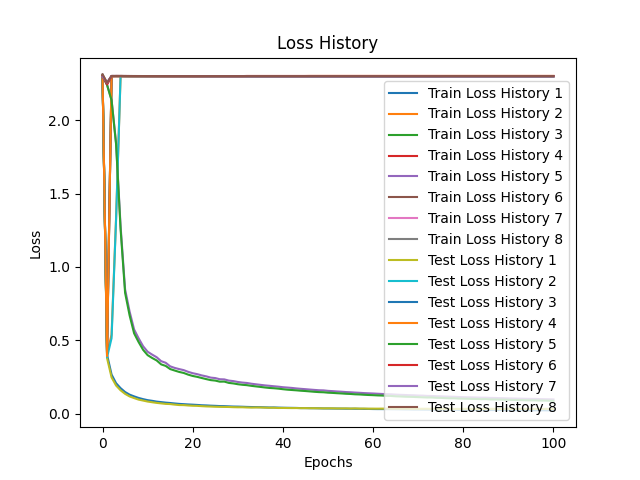 Loss History
Loss
2.0
1.5
1.0
0.5
0.0
0
20
40
60
80
100
Epochs
Train Loss History 1
Train Loss History 2
Train Loss History 3
Train Loss History 4
Train Loss History 5
Train Loss History 6
Train Loss History 7
Train Loss History 8
Test Loss History 1
Test Loss History 2
Test Loss History 3
Test Loss History 4
Test Loss History 5
Test Loss History 6
Test Loss History 7
Test Loss History 8